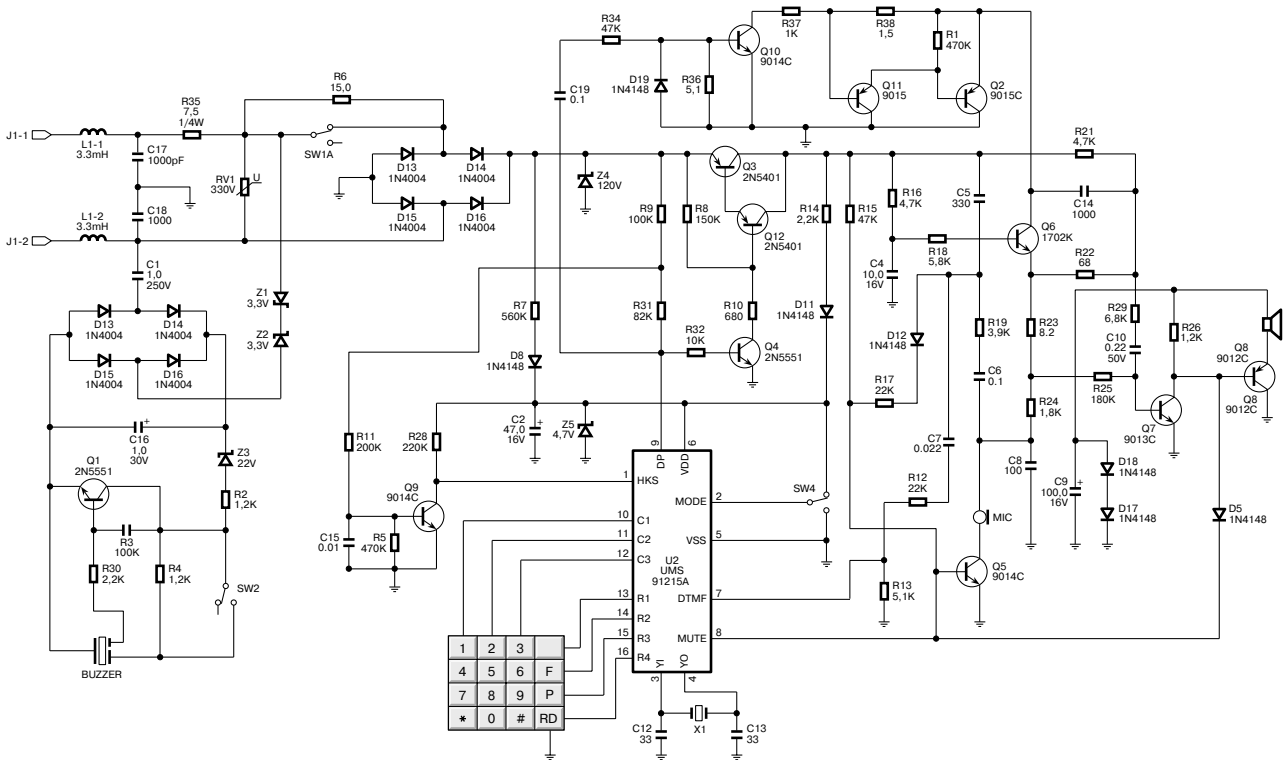 R34
47K
R37
1K
R38
1,5
R1
470K
Q10
9014C
D19
1N4148
R36
5,1
Q11
9015
Q2
9015C
C19
0.1
R6
15,0
R35
7,5
1/4W
J1-1
L1-1
3.3mH
C17
1000pF
SW1A
RV1
330V
U
D13
1N4004
D14
1N4004
D15
1N4004
D16
1N4004
Z4
120V
J1-2
L1-2
3.3mH
C18
1000
R9
100K
R8
150K
Q3
2N5401
Q12
2N5401
R14
2,2K
R15
47K
R16
4,7K
C5
330
R21
4,7K
C14
1000
Q6
1702K
R18
5,8K
C4
10,0
16V
R22
68
C1
1,0
250V
Z1
3,3V
Z2
3,3V
D13
1N4004
D14
1N4004
D15
1N4004
D16
1N4004
R7
560K
R31
82K
R10
680
D11
1N4148
R32
10K
Q4
2N5551
D8
1N4148
D12
1N4148
R19
3,9K
R23
8.2
R29
6,8K
C10
0.22
50V
R26
1,2K
Q8
9012C
Q8
9012C
C6
0.1
R17
22K
R25
180K
R24
1,8K
Q7
9013C
C16
1,0
30V
+
Z3
22V
R2
1,2K
Q1
2N5551
R3
100K
R30
2,2K
R4
1,2K
SW2
BUZZER
R11
200K
R28
220K
C2
47,0
16V
+
Z5
4,7V
Q9
9014C
C15
0.01
R5
470K
C7
0.022
R12
22K
C8
100
C9
100,0
16V
+
D18
1N4148
D17
1N4148
D5
1N4148
MIC
Q5
9014C
R13
5,1K
SW4
9
6
DP
VDD
1
HKS
10
C1
11
C2
12
C3
13
R1
14
R2
15
R3
16
R4
U2
UMS
91215A
MODE
2
VSS
5
DTMF
7
MUTE
8
YI
YO
3
4
1 2 3
4 5 6 F
7 8 9 P
* 0 # RD
C12
33
X1
C13
33